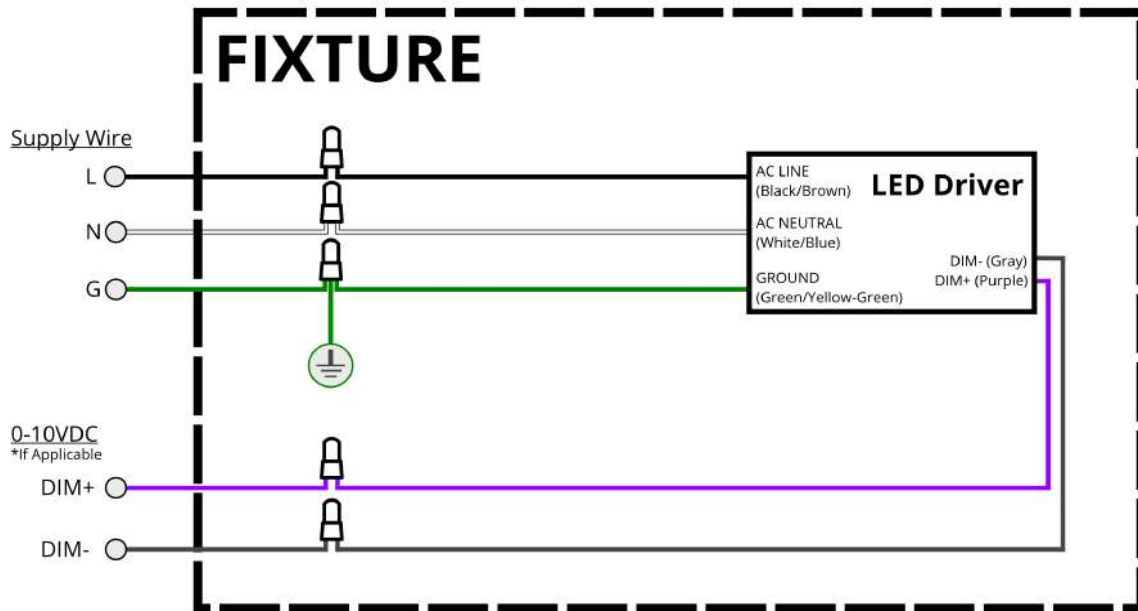 FIXTURE
Supply Wire
L
N
G
AC LINE
(Black/Brown)
LED Driver
AC NEUTRAL
(White/Blue)
DIM- (Gray)
DIM+ (Purple)
GROUND
(Green/Yellow-Green)
0-10VDC
*If Applicable
DIM+
DIM-